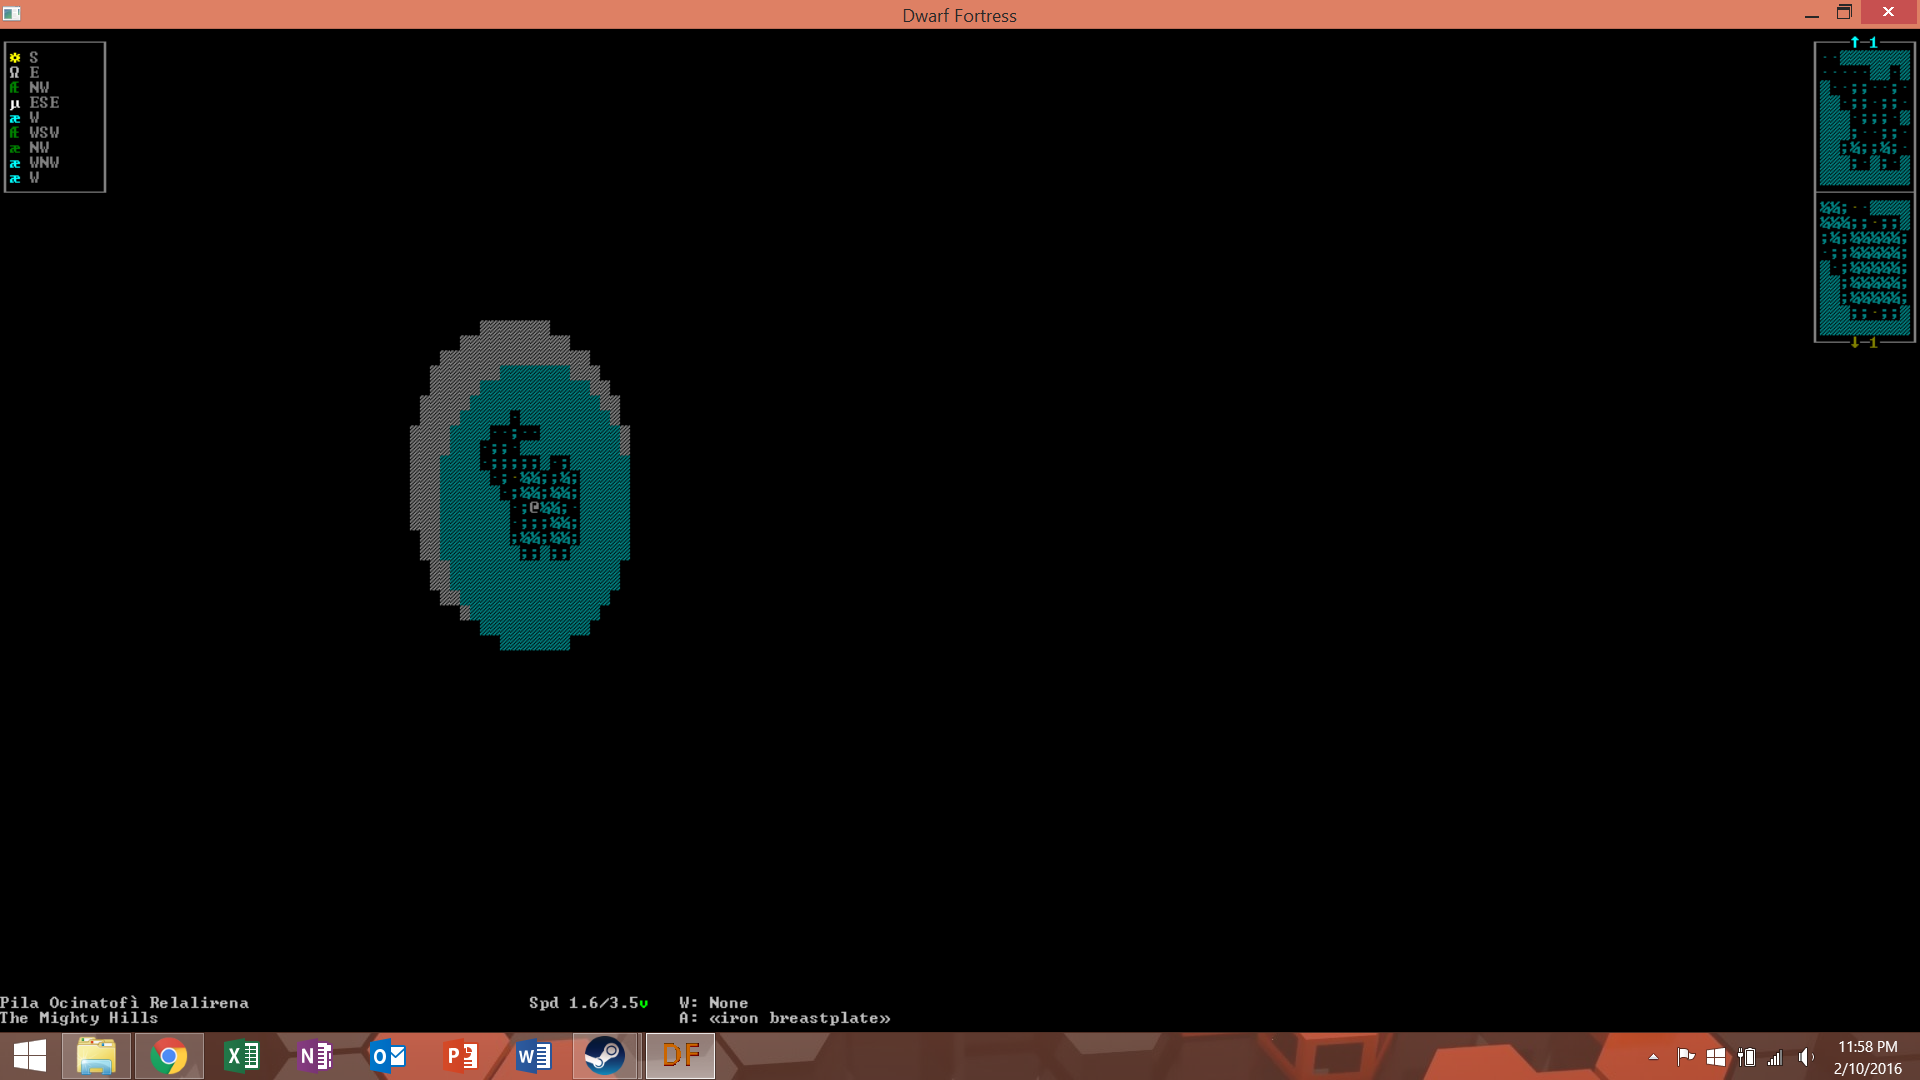 Dwarf Fortress
☼ S
Ω E
Æ NW
µ ESE
æ W
Æ WSW
æ NW
æ WNW
æ W
↑ 1
↓ 1
@
Pila Ocinatofì Relalirena
The Mighty Hills
Spd 1.6/3.5v
W: None
A: «iron breastplate»
DF
11:58 PM
2/10/2016